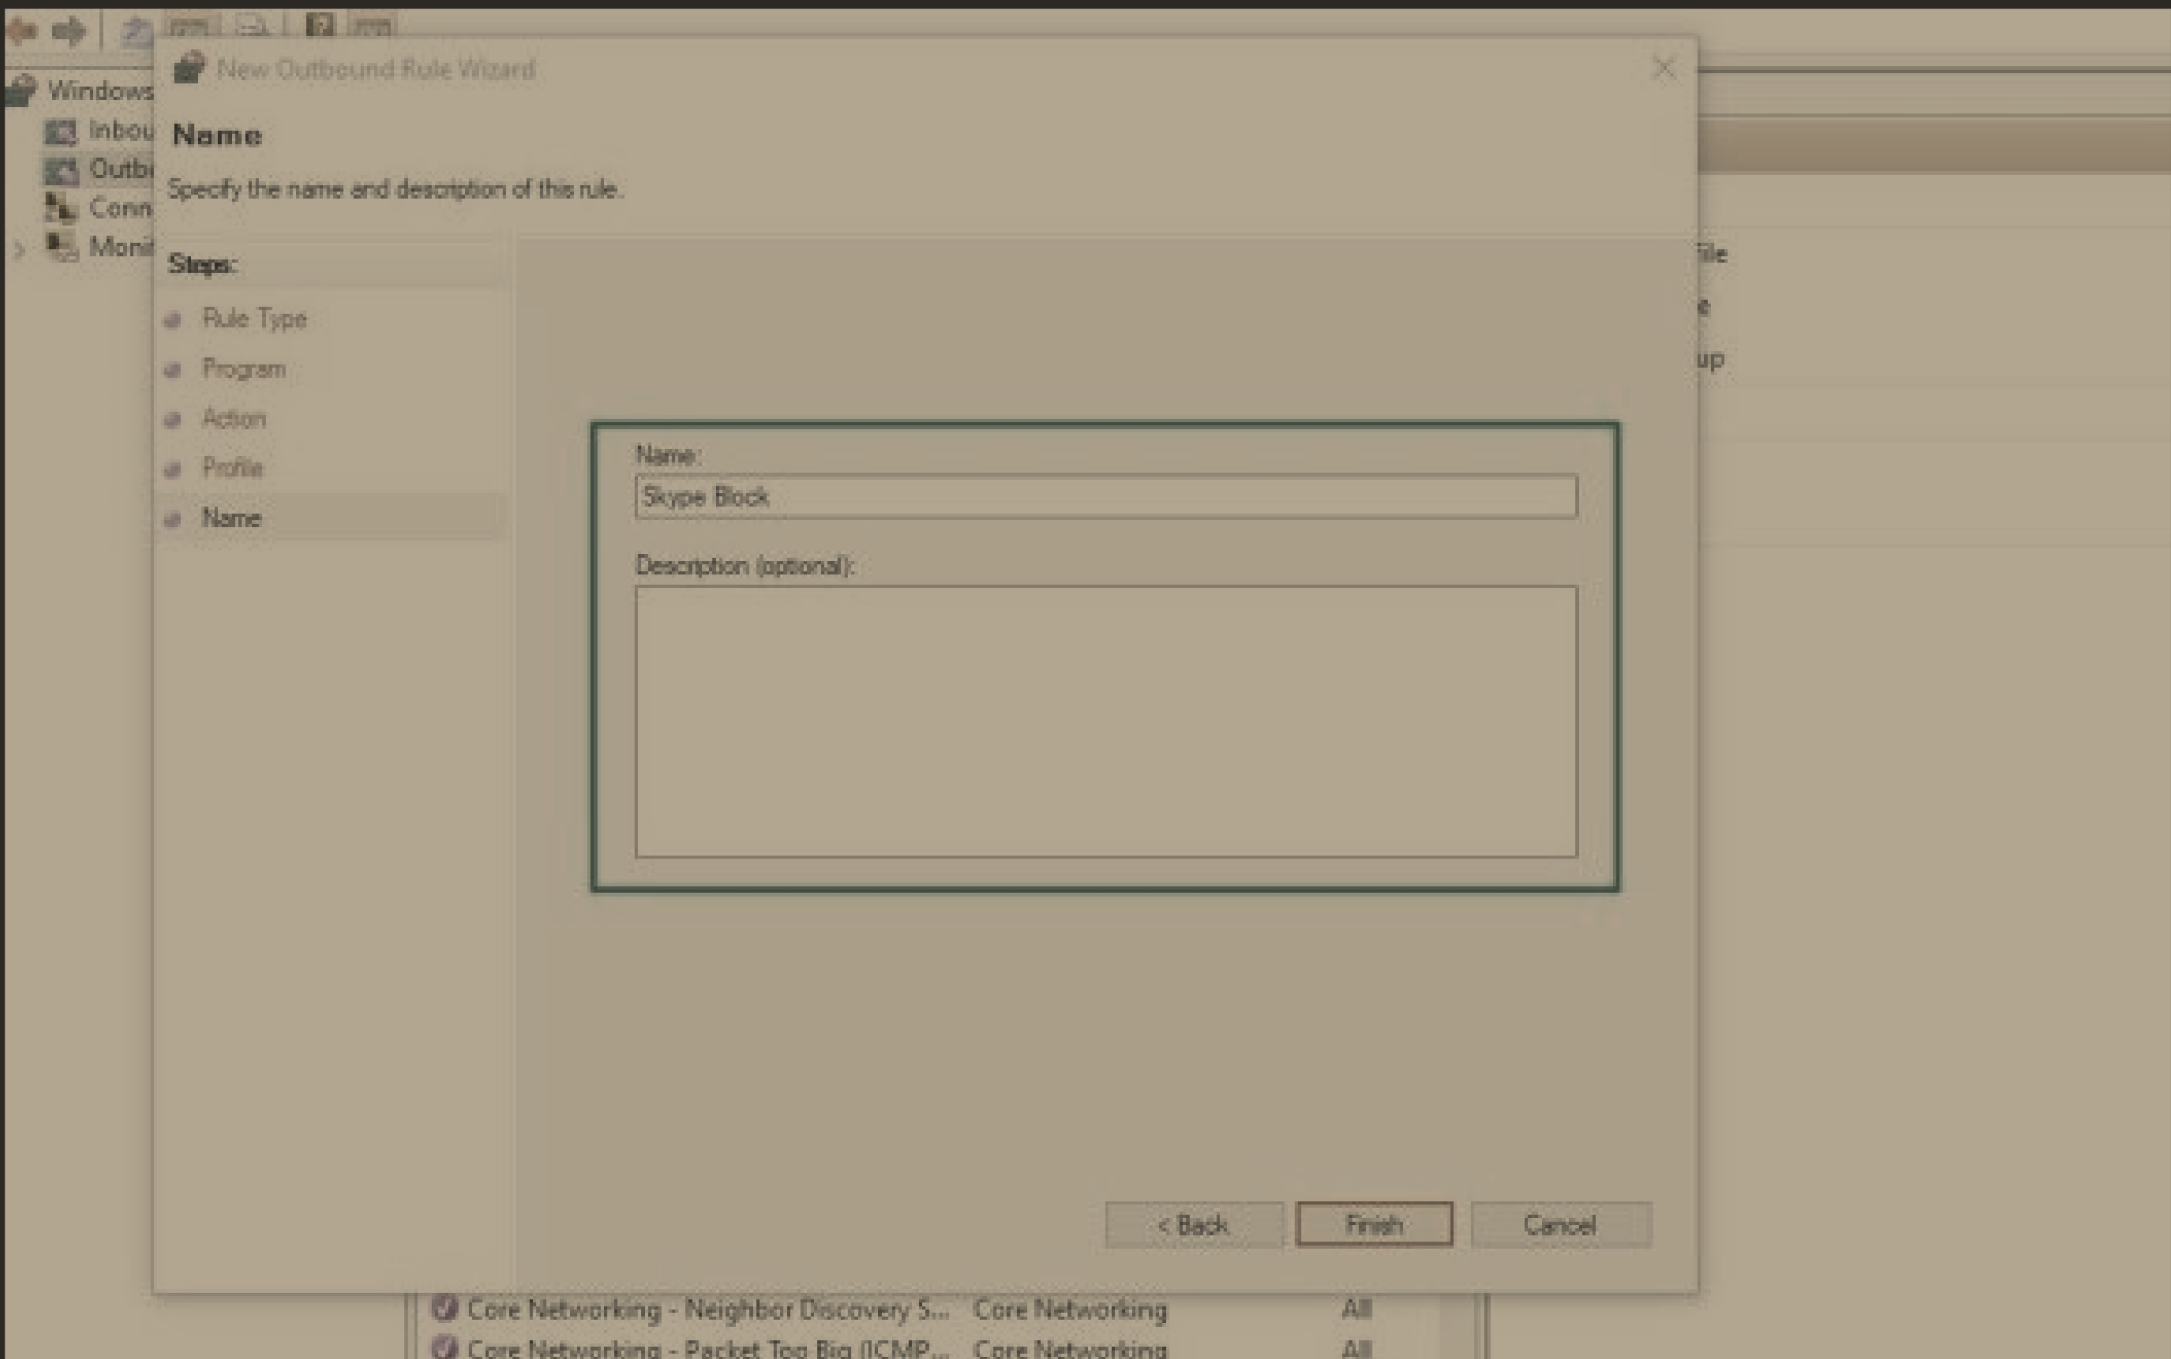 New Outbound Rule Wizard
Windows
Inbou
Outb
Conn
Moni
Name
Specify the name and description of this rule.
Steps:
Rule Type
Program
Action
Profile
Name
Name:
Skype Block
Description (optional):
< Back
Finish
Cancel
file
e
up
Core Networking - Neighbor Discovery S... Core Networking All
Core Networking - Packet Too Big (ICMP... Core Networking All